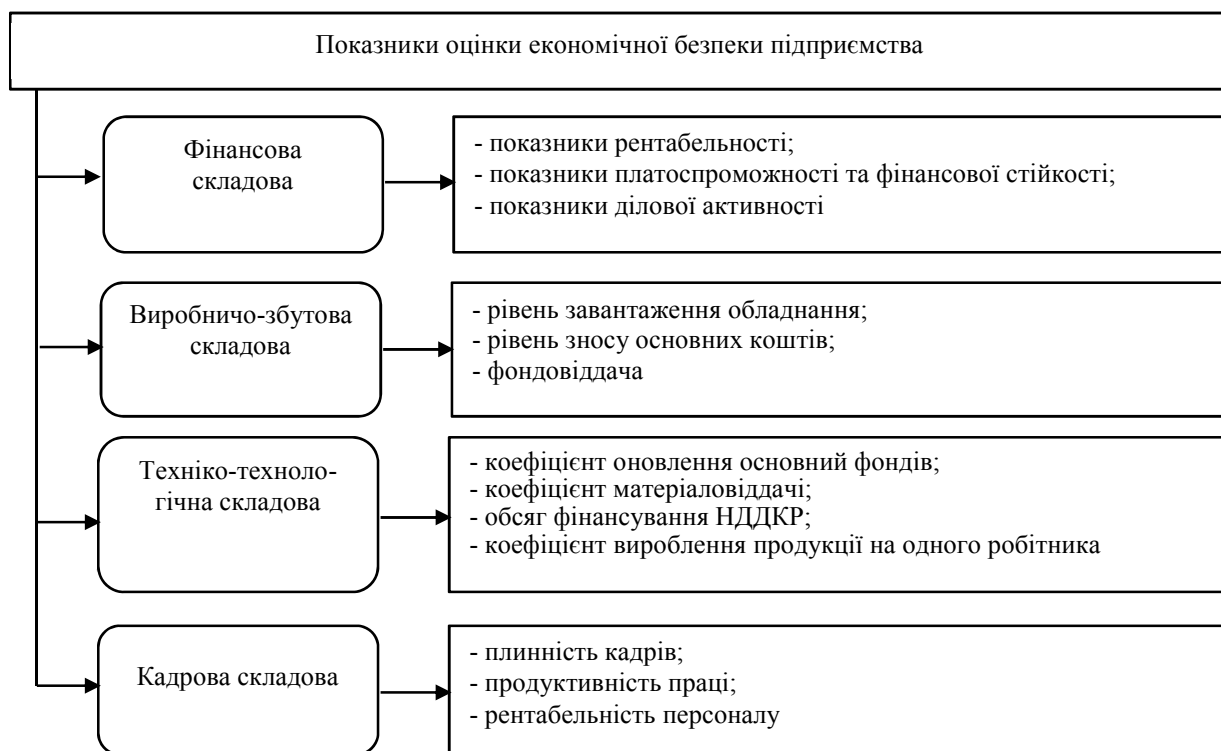 Показники оцінки економічної безпеки підприємства
Фінансова
складова
- показники рентабельності;
- показники платоспроможності та фінансової стійкості;
- показники ділової активності
Виробничо-збутова
складова
- рівень завантаження обладнання;
- рівень зносу основних коштів;
- фондовіддача
Техніко-техноло-
гічна складова
- коефіцієнт оновлення основний фондів;
- коефіцієнт матеріаловіддачі;
- обсяг фінансування НДДКР;
- коефіцієнт вироблення продукції на одного робітника
Кадрова складова
- плинність кадрів;
- продуктивність праці;
- рентабельність персоналу